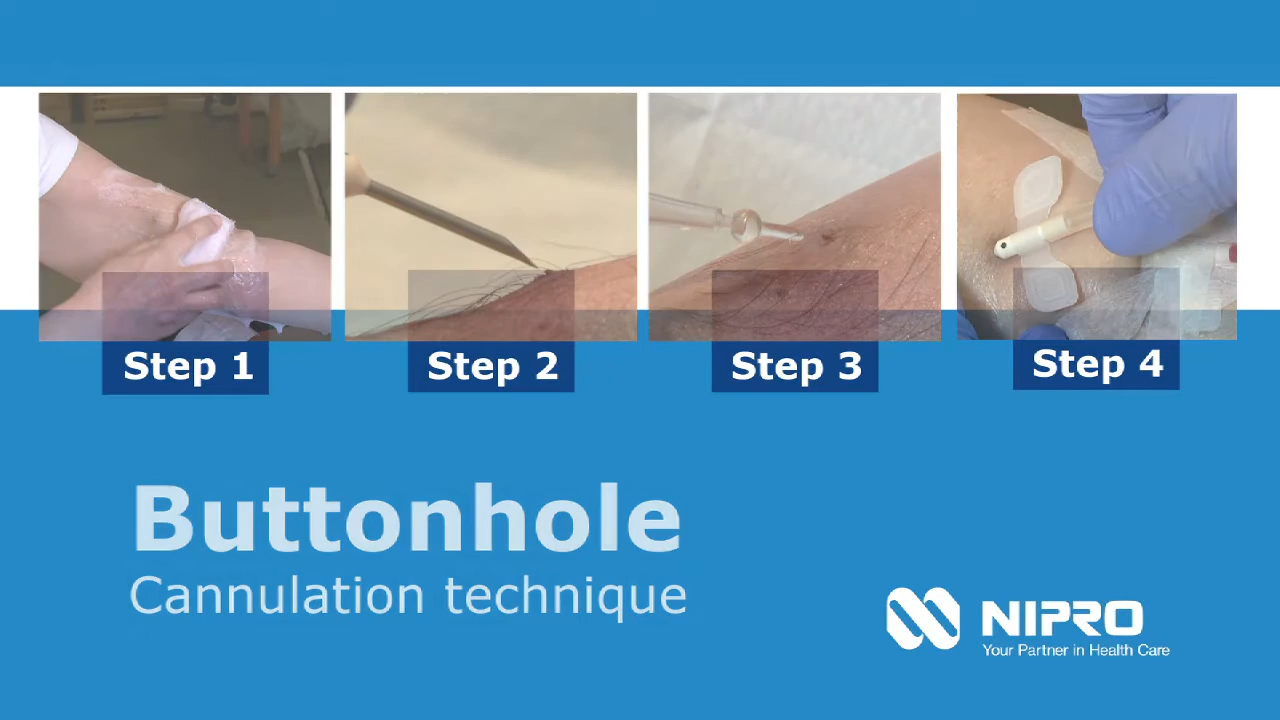 Step 1
Step 2
Step 3
Step 4
Buttonhole
Cannulation technique
NIPRO
Your Partner in Health Care